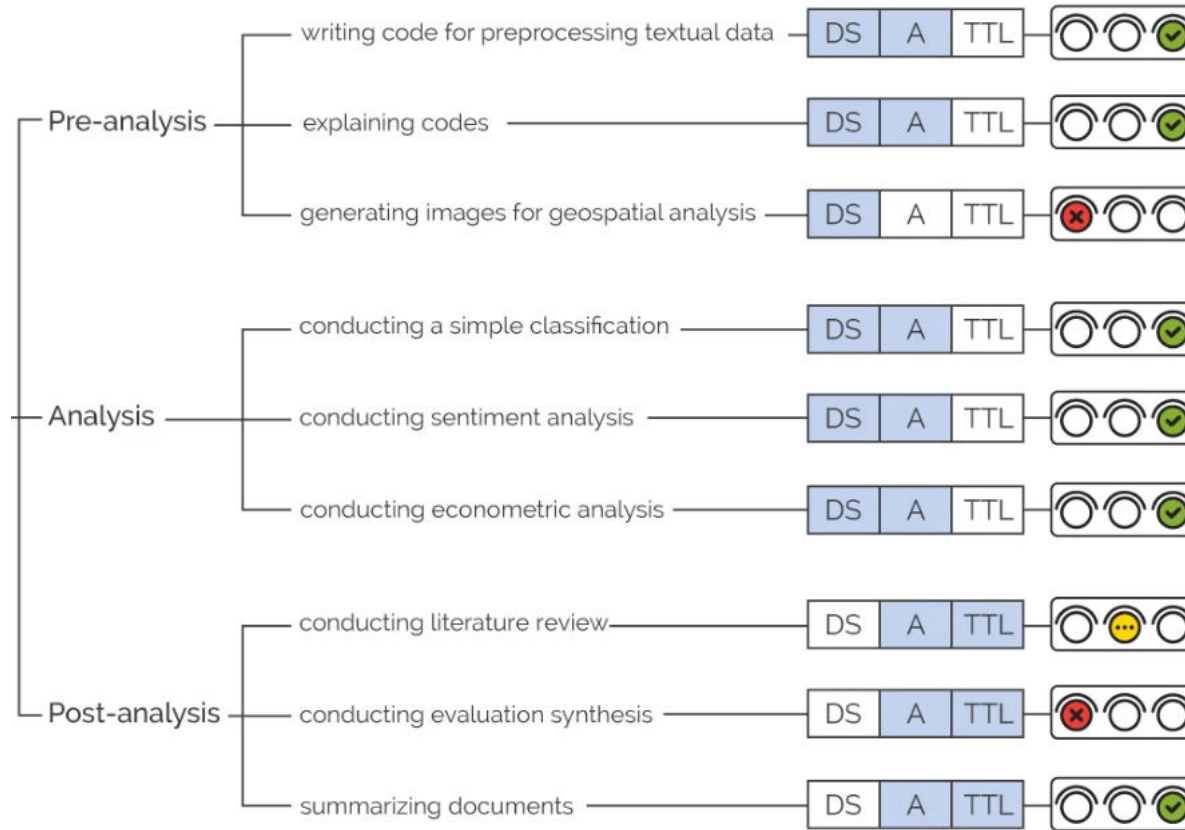 Pre-analysis
writing code for preprocessing textual data DS A TTL
explaining codes DS A TTL
generating images for geospatial analysis DS A TTL
Analysis
conducting a simple classification DS A TTL
conducting sentiment analysis DS A TTL
conducting econometric analysis DS A TTL
Post-analysis
conducting literature review DS A TTL
conducting evaluation synthesis DS A TTL
summarizing documents DS A TTL